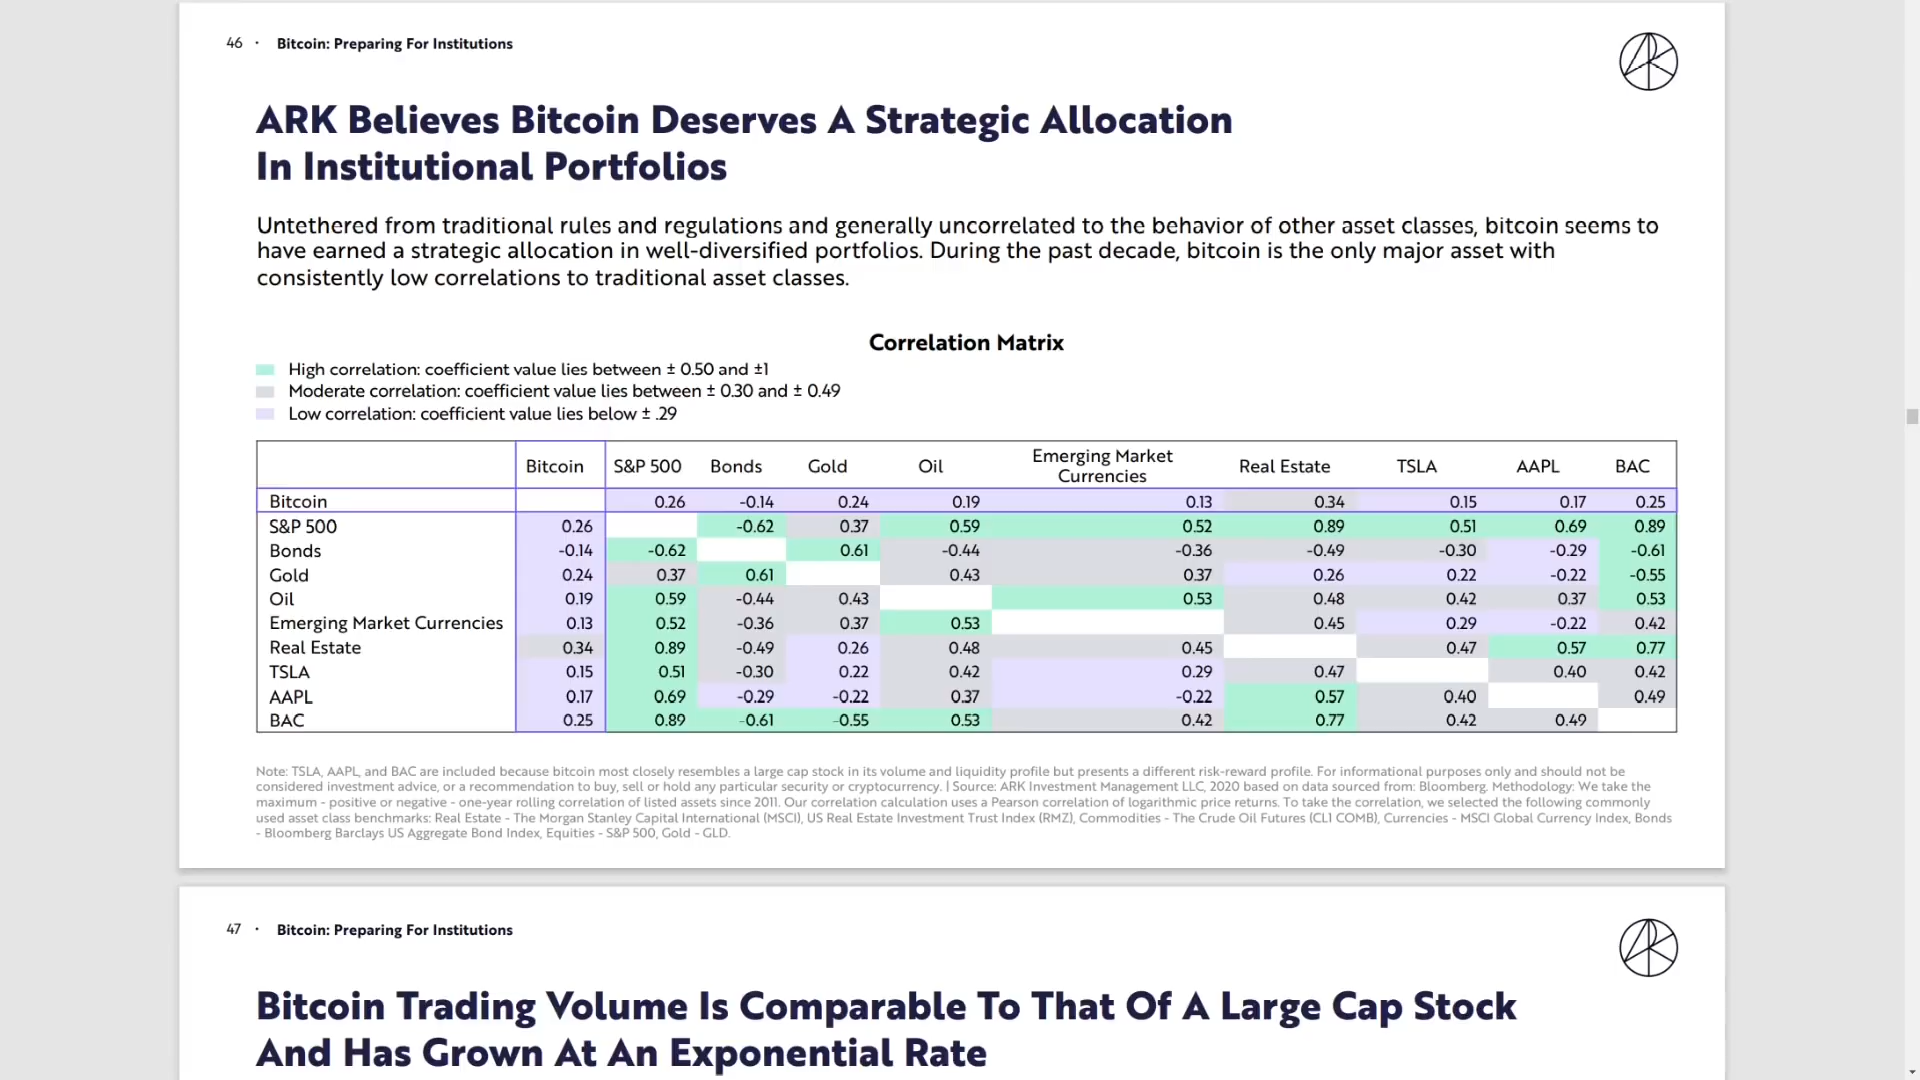 46 · Bitcoin: Preparing For Institutions
ARK Believes Bitcoin Deserves A Strategic Allocation
In Institutional Portfolios
Untethered from traditional rules and regulations and generally uncorrelated to the behavior of other asset classes, bitcoin seems to
have earned a strategic allocation in well-diversified portfolios. During the past decade, bitcoin is the only major asset with
consistently low correlations to traditional asset classes.
Correlation Matrix
High correlation: coefficient value lies between ± 0.50 and ±1
Moderate correlation: coefficient value lies between ± 0.30 and ± 0.49
Low correlation: coefficient value lies below ± .29
Bitcoin S&P 500 Bonds Gold Oil Emerging Market Currencies Real Estate TSLA AAPL BAC
Bitcoin 0.26 -0.14 0.24 0.19 0.13 0.34 0.15 0.17 0.25
S&P 500 0.26 -0.62 0.37 0.59 0.52 0.89 0.51 0.69 0.89
Bonds -0.14 -0.62 0.61 -0.44 -0.36 -0.49 -0.30 -0.29 -0.61
Gold 0.24 0.37 0.61 0.43 0.37 0.26 0.22 -0.22 -0.55
Oil 0.19 0.59 -0.44 0.43 0.53 0.48 0.42 0.37 0.53
Emerging Market Currencies 0.13 0.52 -0.36 0.37 0.53 0.45 0.29 -0.22 0.42
Real Estate 0.34 0.89 -0.49 0.26 0.48 0.45 0.47 0.57 0.77
TSLA 0.15 0.51 -0.30 0.22 0.42 0.29 0.47 0.40 0.42
AAPL 0.17 0.69 -0.29 -0.22 0.37 -0.22 0.57 0.40 0.49
BAC 0.25 0.89 -0.61 -0.55 0.53 0.42 0.77 0.42 0.49
Note: TSLA, AAPL, and BAC are included because bitcoin most closely resembles a large cap stock in its volume and liquidity profile but presents a different risk-reward profile. For informational purposes only and should not be
considered investment advice, or a recommendation to buy, sell or hold any particular security or cryptocurrency. | Source: ARK Investment Management LLC, 2020 based on data sourced from: Bloomberg. Methodology: We take the
maximum - positive or negative - one-year rolling correlation of listed assets since 2011. Our correlation calculation uses a Pearson correlation of logarithmic price returns. To take the correlation, we selected the following commonly
used asset class benchmarks: Real Estate - The Morgan Stanley Capital International (MSCI), US Real Estate Investment Trust Index (RMZ), Commodities - The Crude Oil Futures (CL1 COMB), Currencies - MSCI Global Currency Index, Bonds
- Bloomberg Barclays US Aggregate Bond Index, Equities - S&P 500, Gold - GLD.
47 · Bitcoin: Preparing For Institutions
Bitcoin Trading Volume Is Comparable To That Of A Large Cap Stock
And Has Grown At An Exponential Rate